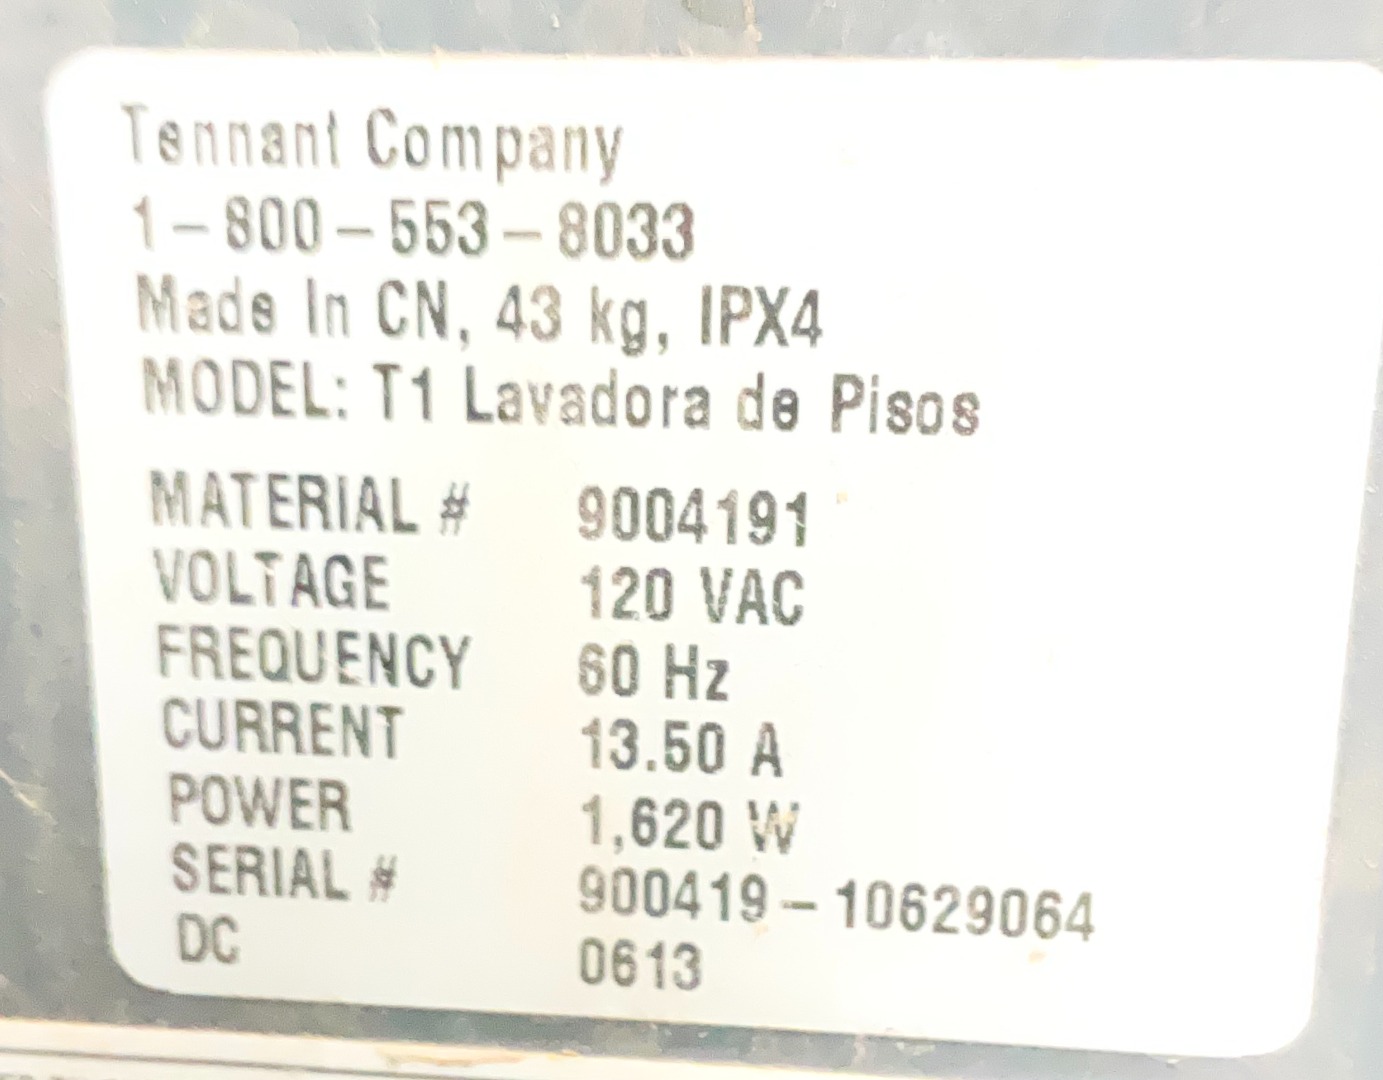 Tennant Company
1-800-553-8033
Made In CN, 43 kg, IPX4
MODEL: T1 Lavadora de Pisos
MATERIAL # 9004191
VOLTAGE 120 VAC
FREQUENCY 60 Hz
CURRENT 13.50 A
POWER 1,620 W
SERIAL # 900419-10629064
DC 0613